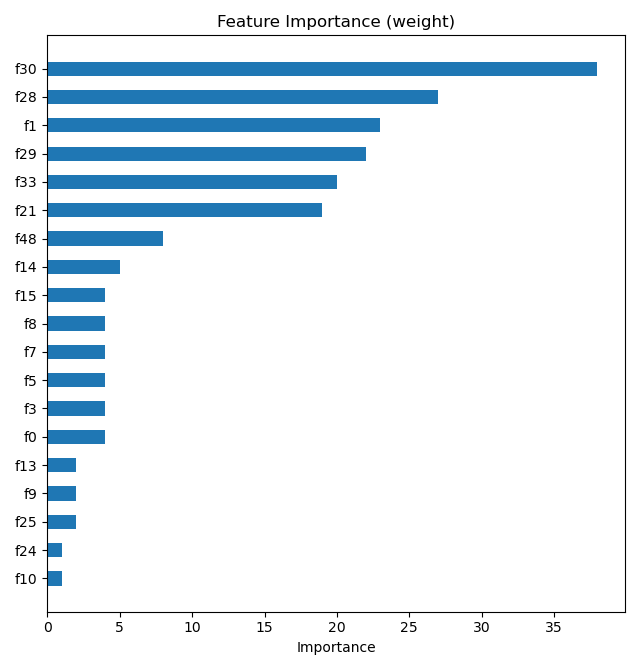 Feature Importance (weight)
f30
f28
f1
f29
f33
f21
f48
f14
f15
f8
f7
f5
f3
f0
f13
f9
f25
f24
f10
0 5 10 15 20 25 30 35
Importance